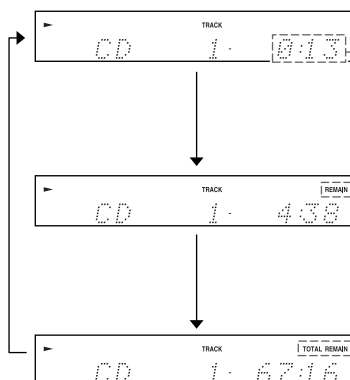 TRACK
CD 1- 0:13
TRACK REMAIN
CD 1- 4:38
TRACK TOTAL REMAIN
CD 1- 67:16